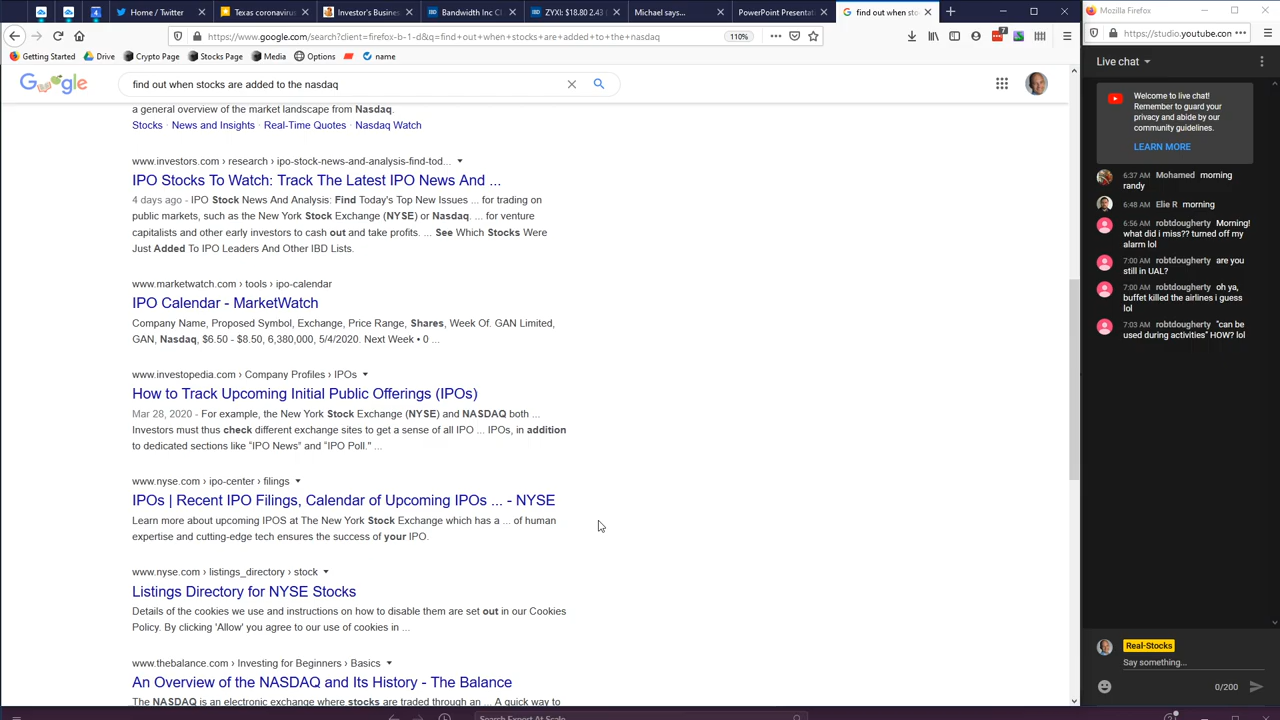 Home / Twitter
Texas coronavirus
Investor's Busines
Bandwidth Inc Cl
ZYXI: $18.80 2.43
Michael says...
PowerPoint Presentat
find out when sto
https://www.google.com/search?client=firefox-b-1-d&q=find+out+when+stocks+are+added+to+the+nasdaq
110%
Getting Started
Drive
Cp Projects
Stocks Page
Media
Options
name
Google
find out when stocks are added to the nasdaq
a general overview of the market landscape from Nasdaq.
Stocks · News and Insights · Real-Time Quotes · Nasdaq Watch
www.investors.com › research › ipo-stock-news-and-analysis-find-tod...
IPO Stocks To Watch: Track The Latest IPO News And ...
4 days ago - IPO Stock News And Analysis: Find Today's Top New Issues ... for trading on
public markets, such as the New York Stock Exchange (NYSE) or Nasdaq. ... for venture
capitalists and other early investors to cash out and take profits. ... See Which Stocks Were
Just Added To IPO Leaders And Other IBD Lists.
www.marketwatch.com › tools › ipo-calendar
IPO Calendar - MarketWatch
Company Name, Proposed Symbol, Exchange, Price Range, Shares, Week Of. GAN Limited,
GAN, Nasdaq, $6.50 - $8.50, 6,380,000, 5/4/2020. Next Week • 0 ...
www.investopedia.com › Company Profiles › IPOs
How to Track Upcoming Initial Public Offerings (IPOs)
Mar 28, 2020 - For example, the New York Stock Exchange (NYSE) and NASDAQ both ...
Investors must thus check different exchange sites to get a sense of all IPO ... IPOs, in addition
to dedicated sections like “IPO News” and “IPO Poll.” ...
www.nyse.com › ipo-center › filings
IPOs | Recent IPO Filings, Calendar of Upcoming IPOs ... - NYSE
Learn more about upcoming IPOS at The New York Stock Exchange which has a ... of human
expertise and cutting-edge tech ensures the success of your IPO.
www.nyse.com › listings_directory › stock
Listings Directory for NYSE Stocks
Details of the cookies we use and instructions on how to disable them are set out in our Cookies
Policy. By clicking 'Allow' you agree to our use of cookies in ...
www.thebalance.com › Investing for Beginners › Basics
An Overview of the NASDAQ and Its History - The Balance
The NASDAQ is an electronic exchange where stocks are traded through an ... A quick way to
Mozilla Firefox
https://studio.youtube.con
Live chat
Welcome to live chat!
Remember to guard your
privacy and abide by our
community guidelines.
LEARN MORE
6:37 AM Mohamed morning
randy
6:48 AM Elie R morning
6:56 AM robtdougherty Morning!
what did i miss?? turned off my
alarm lol
7:00 AM robtdougherty are you
still in UAL?
7:00 AM robtdougherty oh ya,
buffet killed the airlines i guess
lol
7:03 AM robtdougherty "can be
used during activities" HOW? lol
Real-Stocks
Say something...
0/200